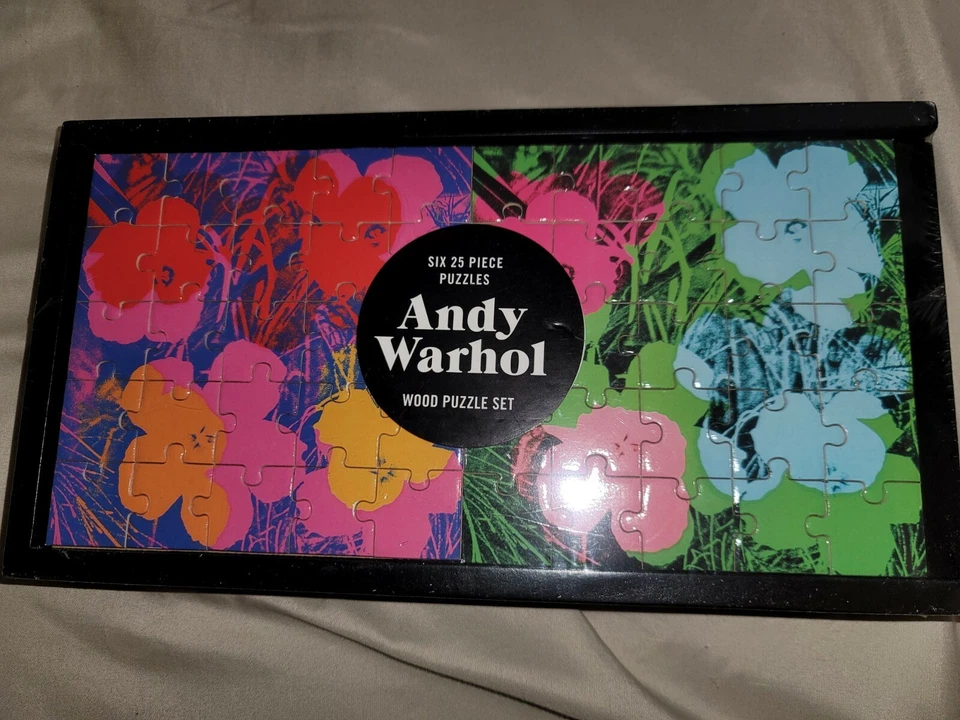 SIX 25 PIECE
PUZZLES
Andy
Warhol
WOOD PUZZLE SET